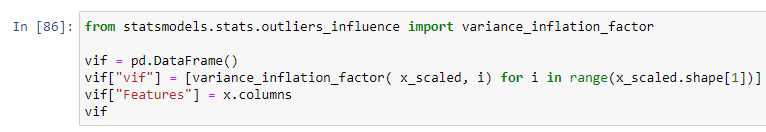 In [86]: from statsmodels.stats.outliers_influence import variance_inflation_factor
vif = pd.DataFrame()
vif["vif"] = [variance_inflation_factor( x_scaled, i) for i in range(x_scaled.shape[1])]
vif["Features"] = x.columns
vif